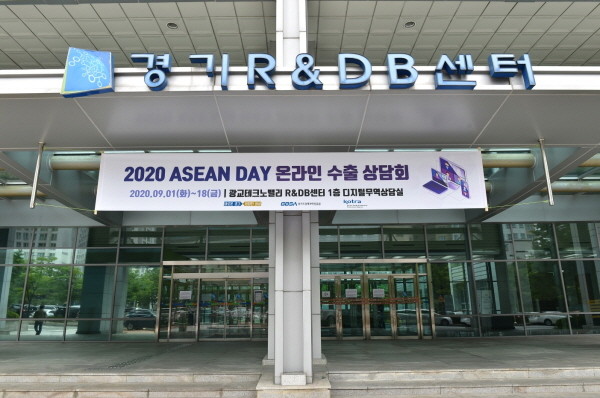 경기R&DB센터
2020 ASEAN DAY 온라인 수출 상담회
2020.09.01(화)~18(금) | 광교테크노밸리 R&DB센터 1층 디지털무역상담실
GBSA
kotra